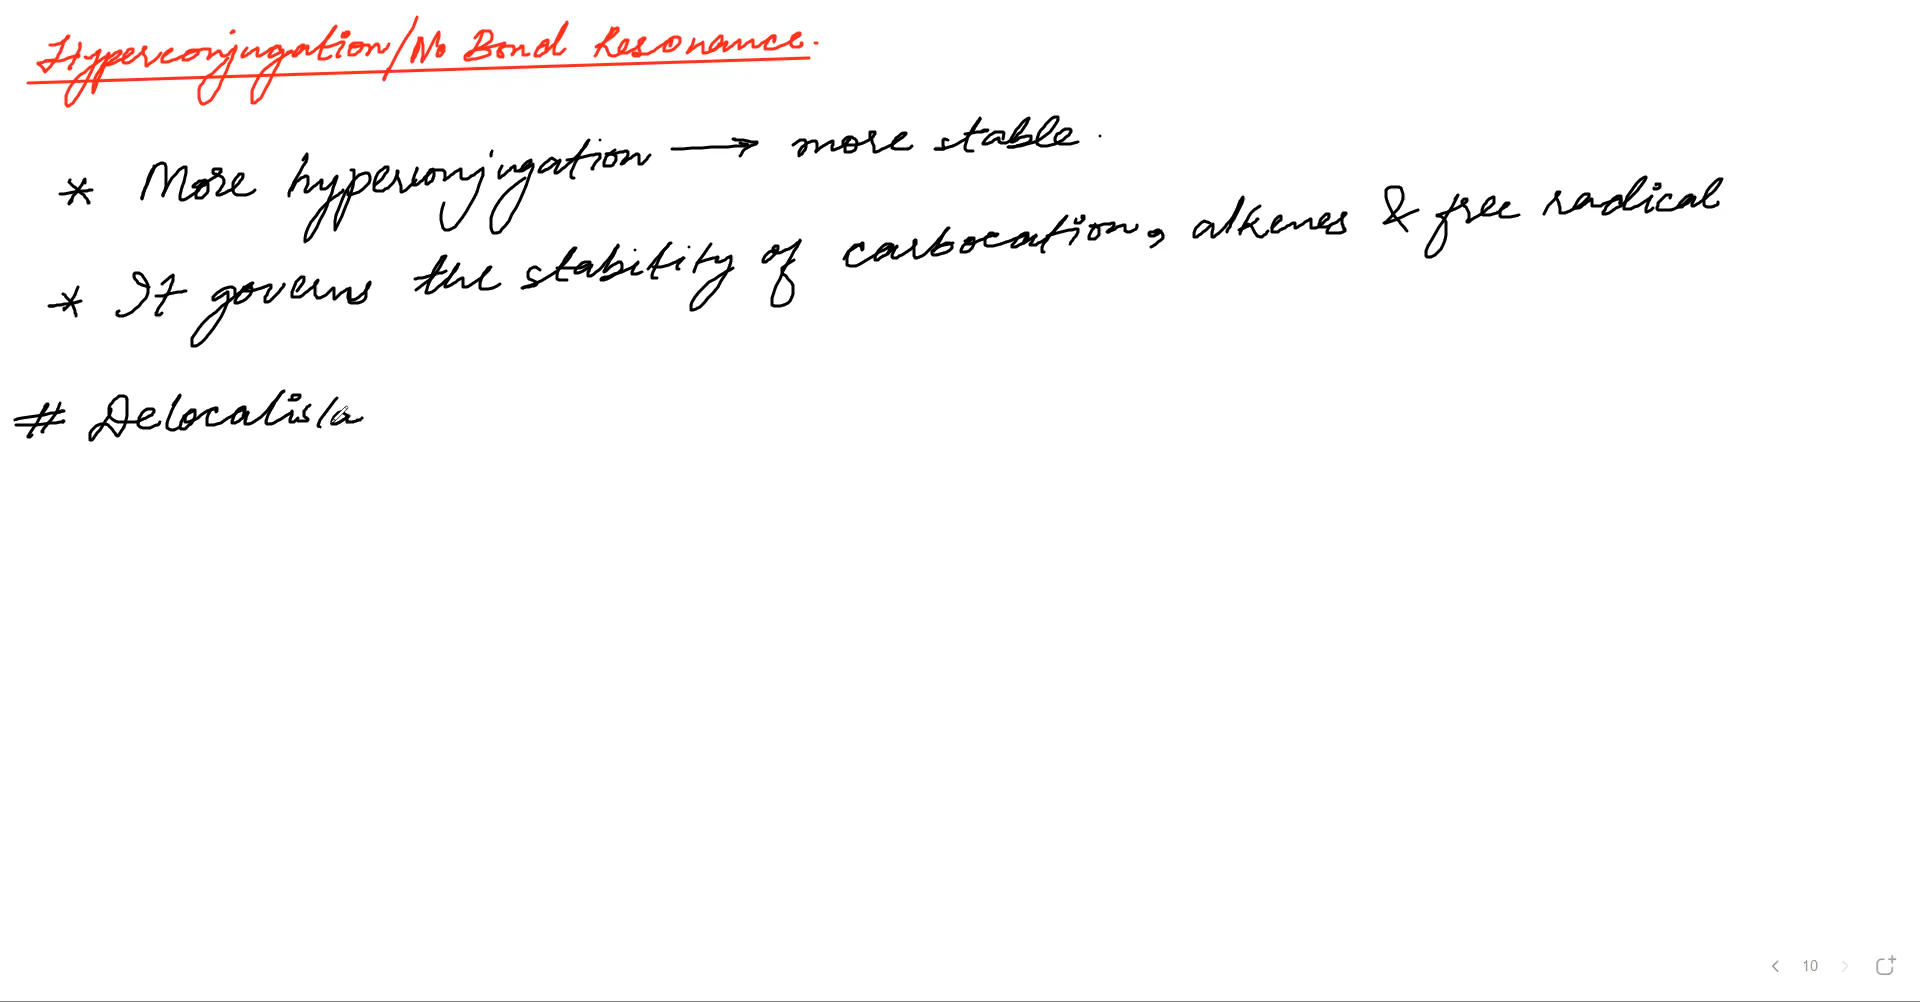 Hyperconjugation/No Bond Resonance.
* More hyperconjugation → more stable.
* It governs the stability of carbocation, alkenes & free radical
# Delocalisa
10